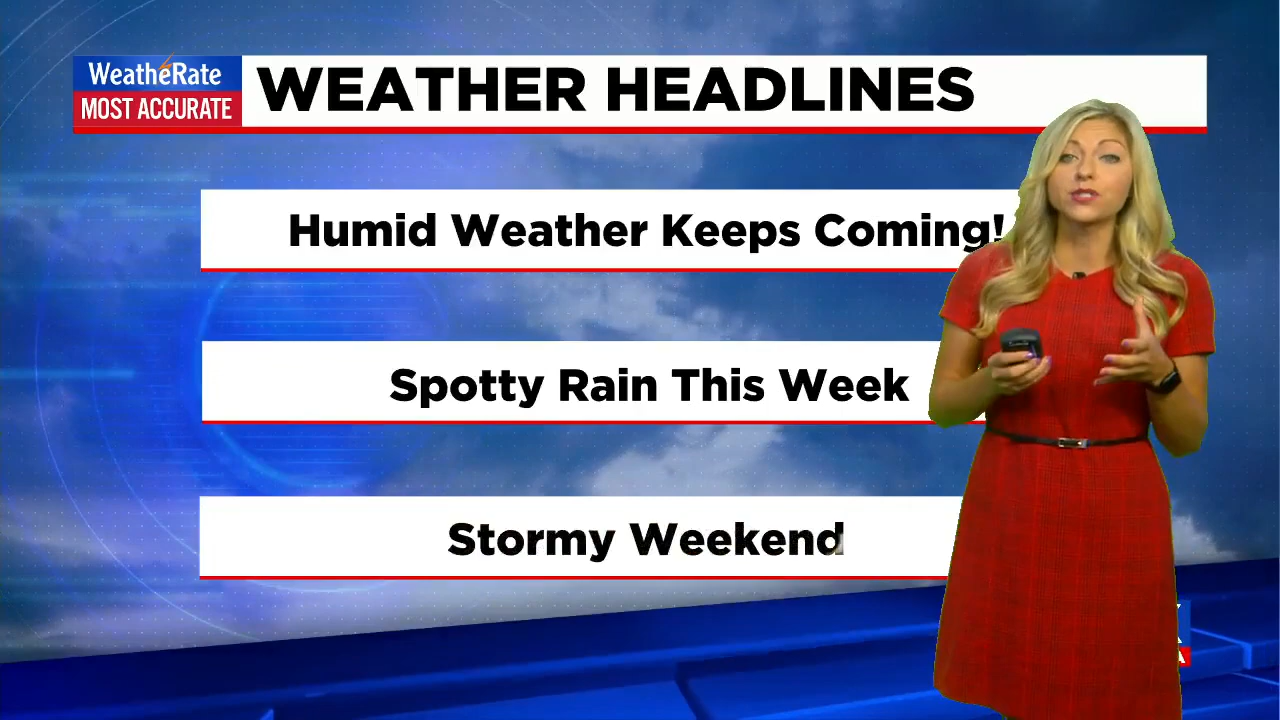 WeatheRate
MOST ACCURATE
WEATHER HEADLINES
Humid Weather Keeps Coming!
Spotty Rain This Week
Stormy Weekend